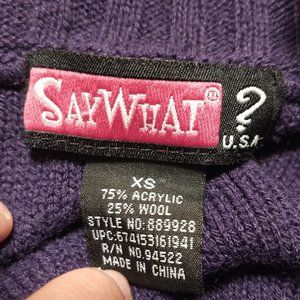 SAYWHAT® ?
U.S.A
XS
75% ACRYLIC
25% WOOL
STYLE NO: 889928
UPC:674153161941
R/N NO.94522
MADE IN CHINA